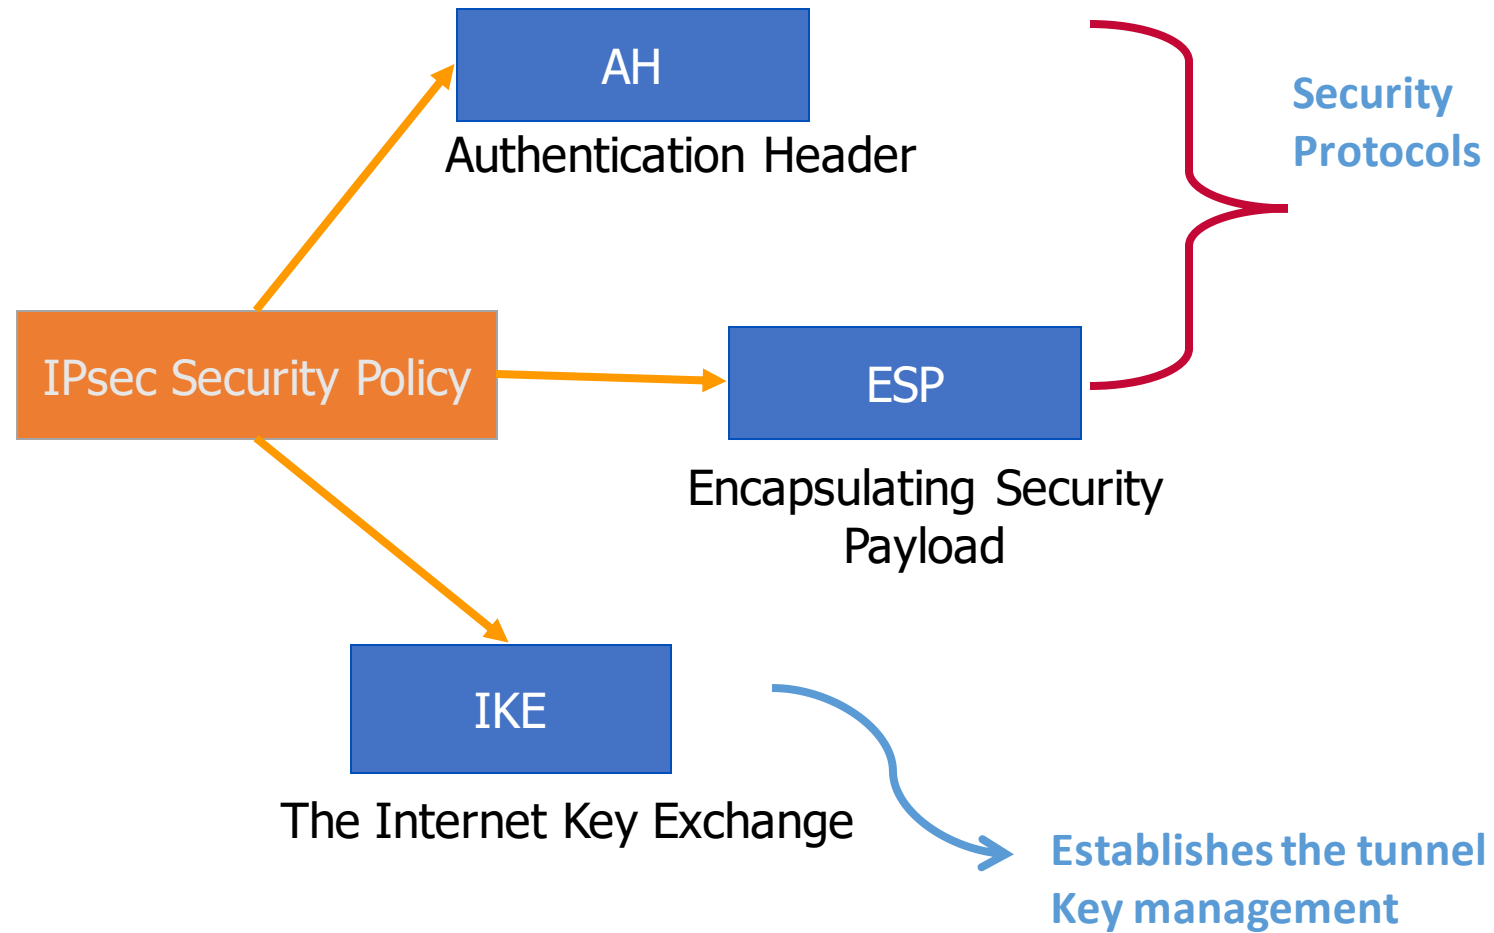 AH
Authentication Header
Security
Protocols
IPsec Security Policy
ESP
Encapsulating Security
Payload
IKE
The Internet Key Exchange
Establishes the tunnel
Key management